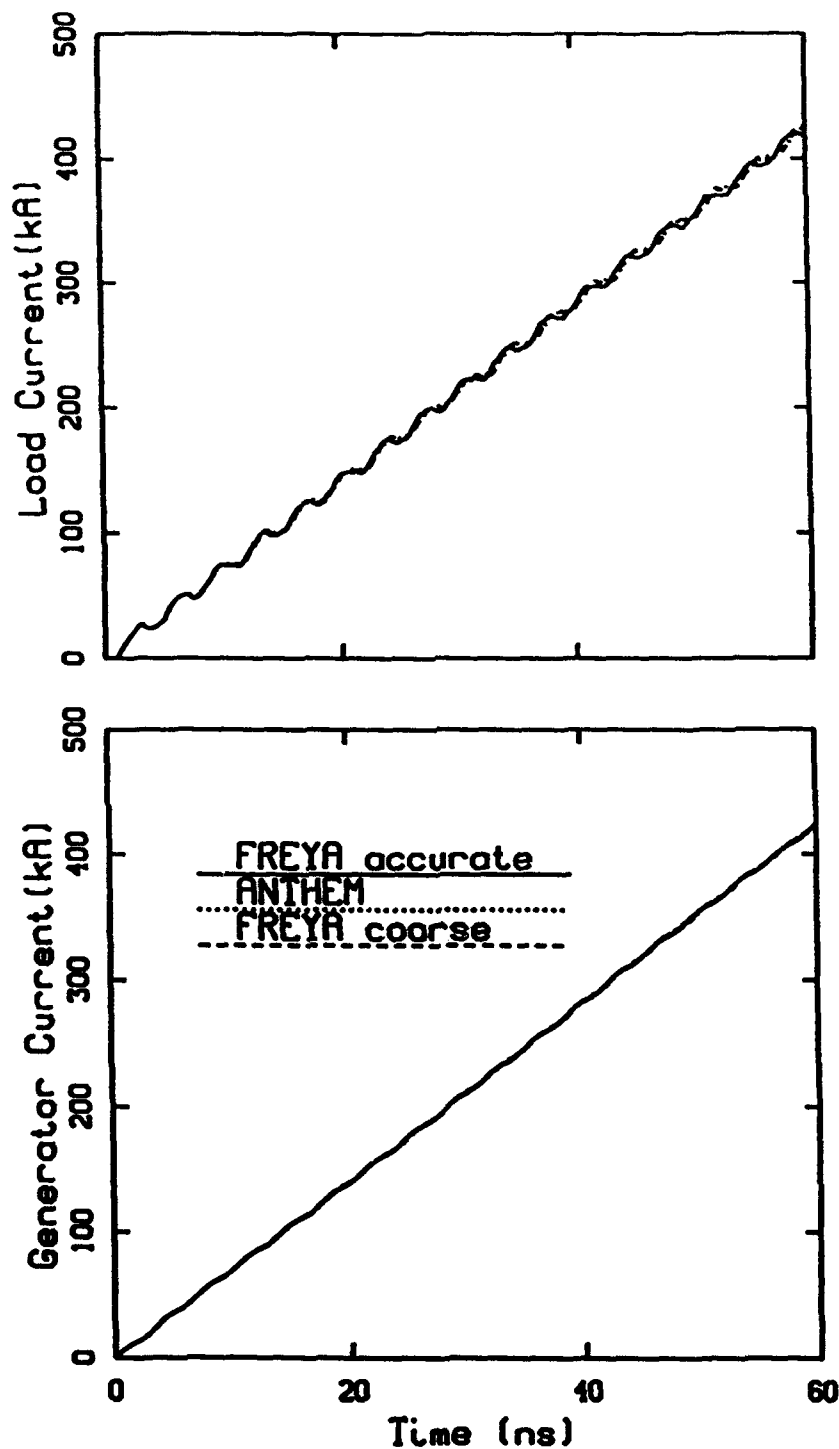 500
400
300
200
100
0
Load Current(kA)
500
400
300
200
100
0
Generator Current(kA)
FREYA accurate
ANTHEM
FREYA coarse
0 20 40 60
Time (ns)